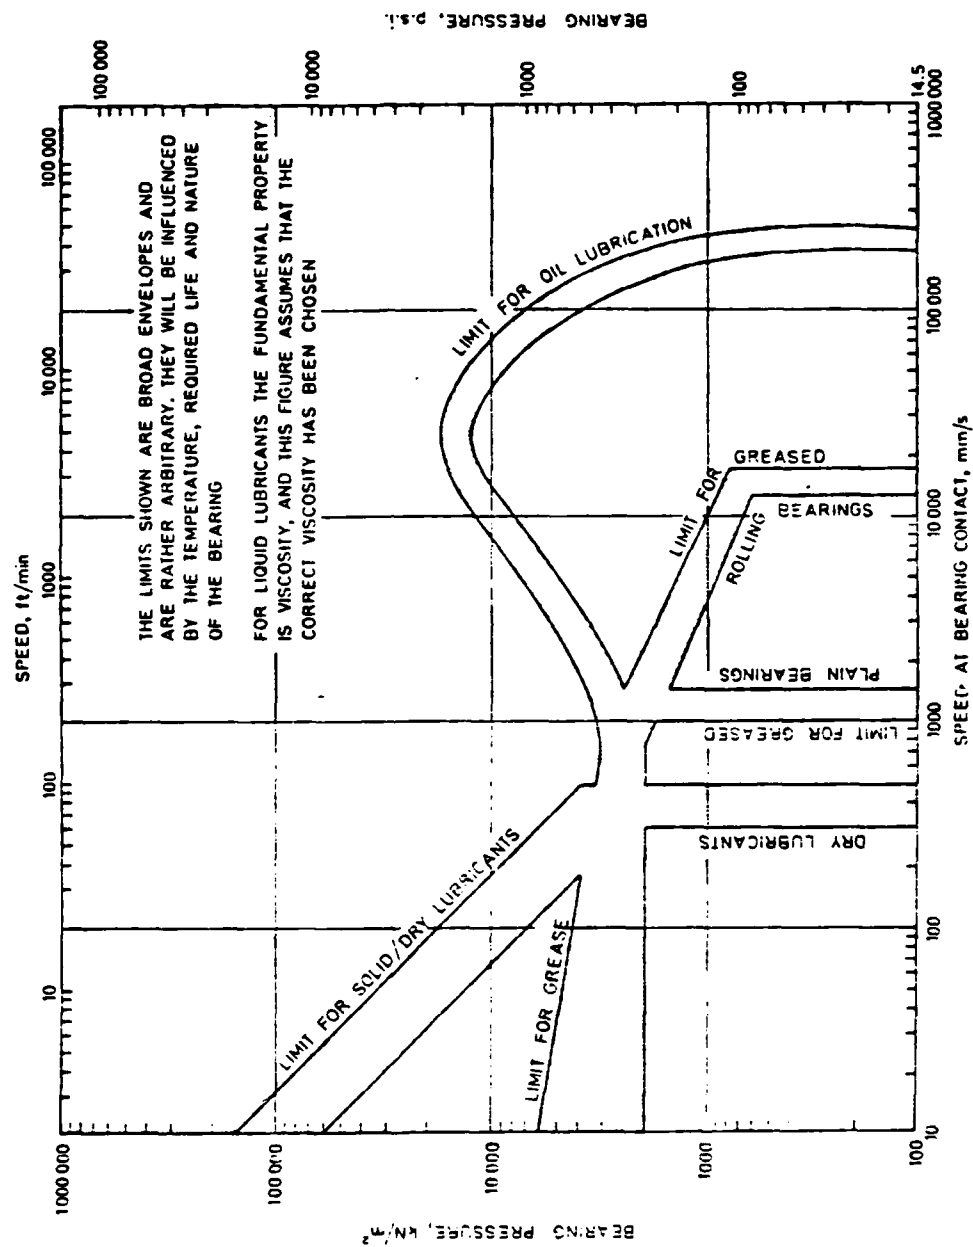 SPEED, ft/min
10
100
1000
10 000
100 000
BEARING PRESSURE, kN/m²
1000 000
100 000
10 000
1000
100
BEARING PRESSURE, p.s.i.
100 000
10 000
1000
100
14.5
THE LIMITS SHOWN ARE BROAD ENVELOPES AND
ARE RATHER ARBITRARY. THEY WILL BE INFLUENCED
BY THE TEMPERATURE, REQUIRED LIFE AND NATURE
OF THE BEARING
FOR LIQUID LUBRICANTS THE FUNDAMENTAL PROPERTY
IS VISCOSITY, AND THIS FIGURE ASSUMES THAT THE
CORRECT VISCOSITY HAS BEEN CHOSEN
LIMIT FOR SOLID/DRY LUBRICANTS
LIMIT FOR OIL LUBRICATION
LIMIT FOR GREASE
DRY LUBRICANTS
LIMIT FOR GREASED
PLAIN BEARINGS
LIMIT FOR GREASED
ROLLING BEARINGS
10
100
1000
10 000
100 000
1000 000
SPEED AT BEARING CONTACT, mm/s